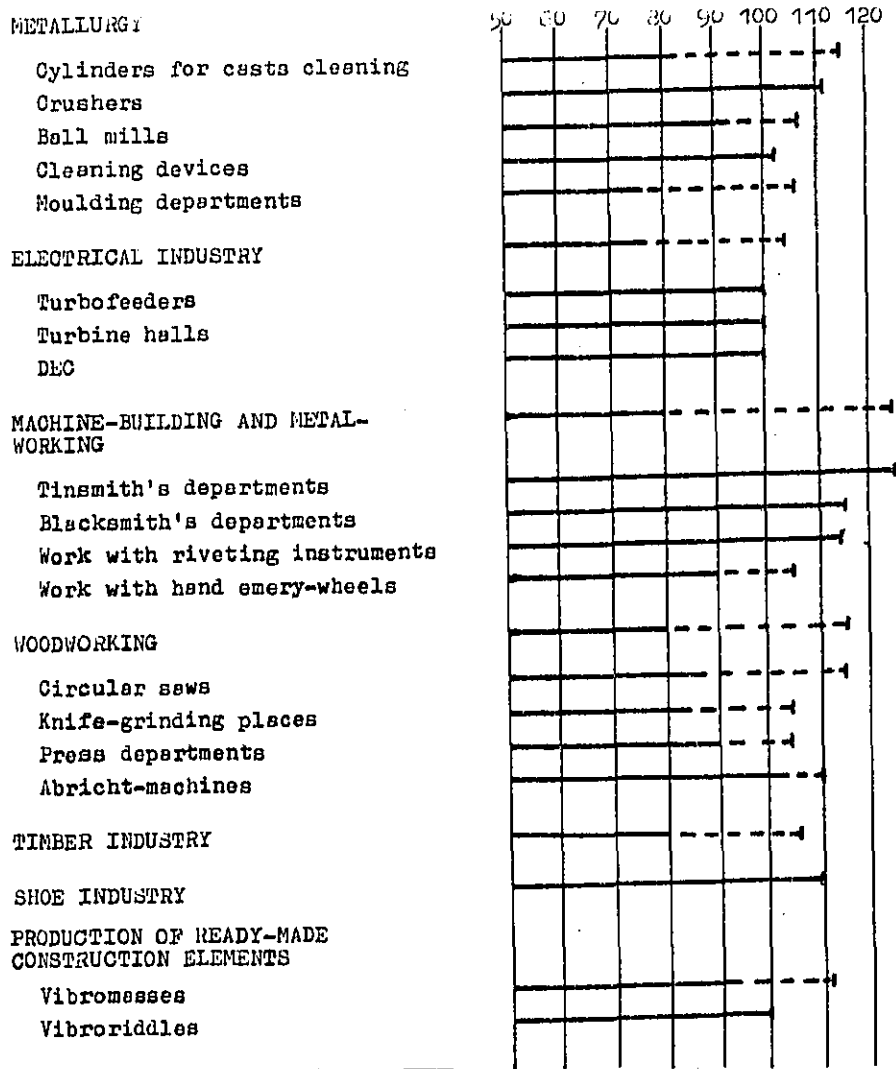 METALLURGY
50 60 70 80 90 100 110 120
Cylinders for casts cleaning
Crushers
Ball mills
Cleaning devices
Moulding departments
ELECTRICAL INDUSTRY
Turbofeeders
Turbine halls
DEC
MACHINE-BUILDING AND METAL-
WORKING
Tinsmith's departments
Blacksmith's departments
Work with riveting instruments
Work with hand emery-wheels
WOODWORKING
Circular saws
Knife-grinding places
Press departments
Abricht-machines
TIMBER INDUSTRY
SHOE INDUSTRY
PRODUCTION OF READY-MADE
CONSTRUCTION ELEMENTS
Vibromasses
Vibroriddles